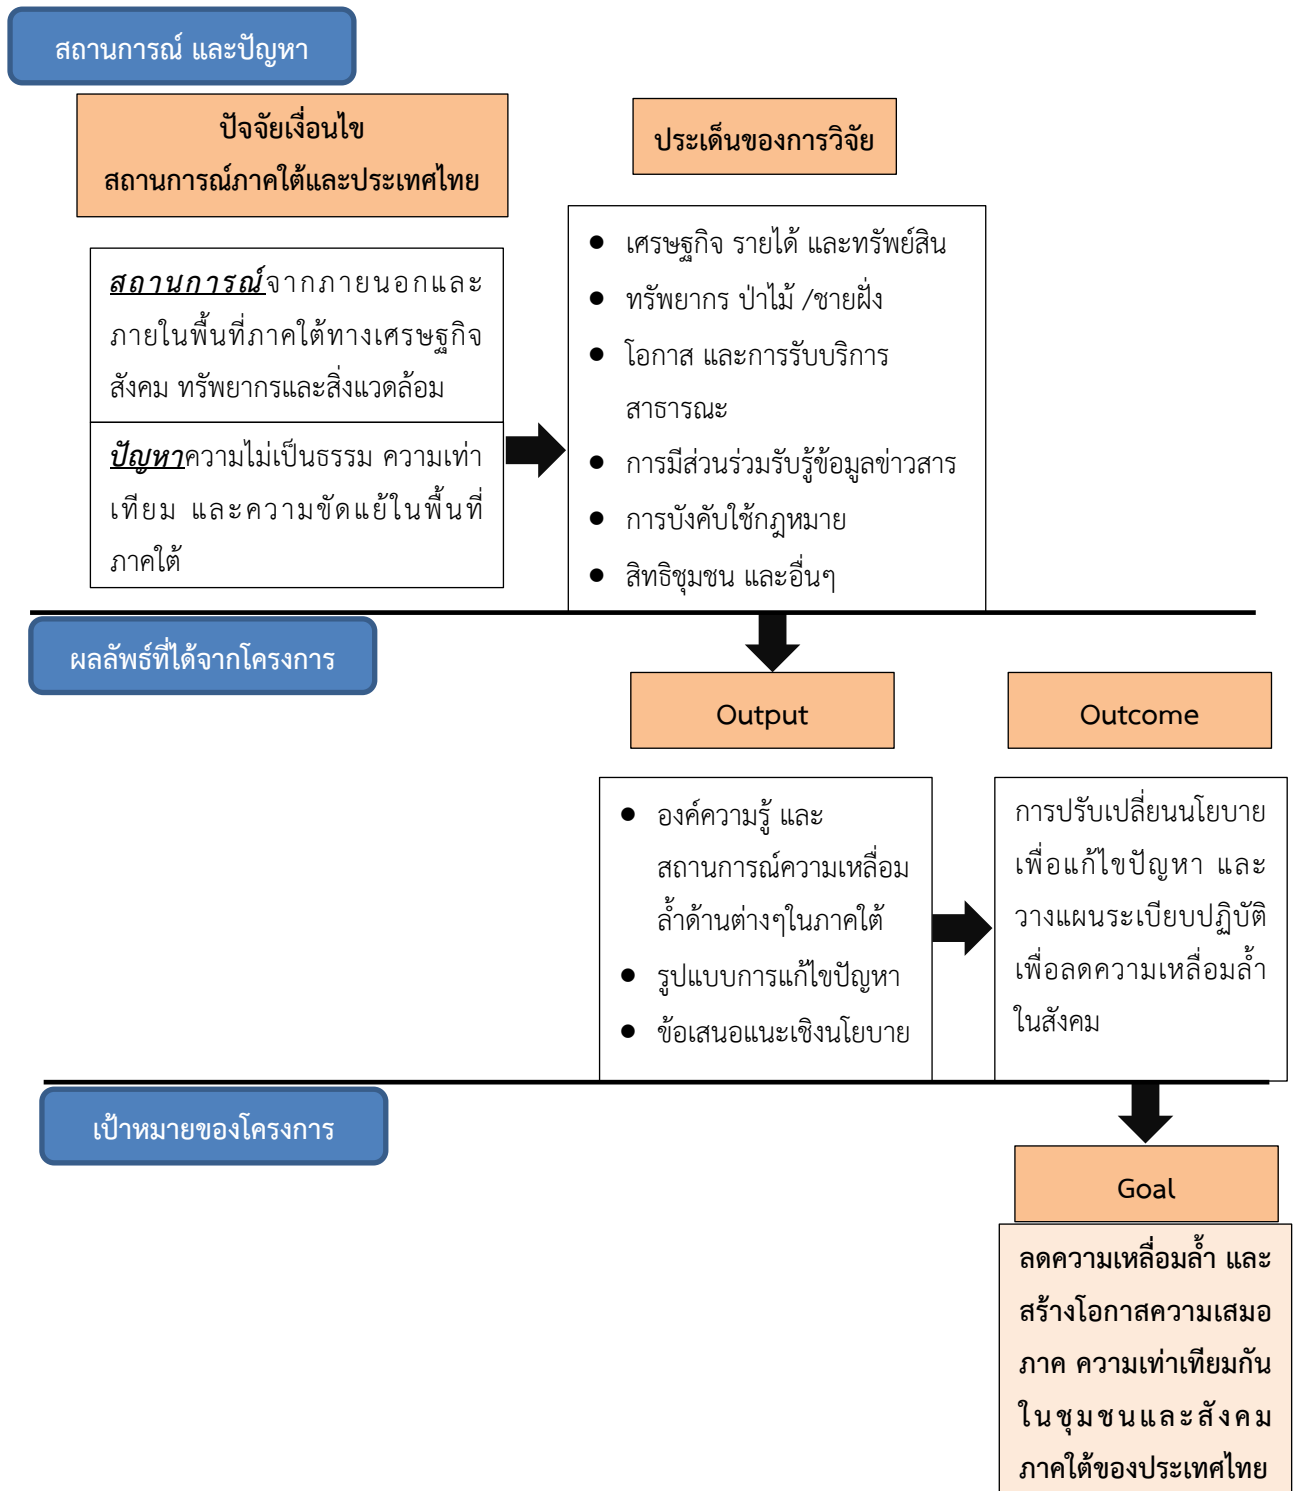 สถานการณ์ และปัญหา
ปัจจัยเงื่อนไข
สถานการณ์ภาคใต้และประเทศไทย
ประเด็นของการวิจัย
สถานการณ์จากภายนอกและ
ภายในพื้นที่ภาคใต้ทางเศรษฐกิจ
สังคม ทรัพยากรและสิ่งแวดล้อม
ปัญหาความไม่เป็นธรรม ความเท่า
เทียม และความขัดแย้ในพื้นที่
ภาคใต้
● เศรษฐกิจ รายได้ และทรัพย์สิน
● ทรัพยากร ป่าไม้ /ชายฝั่ง
● โอกาส และการรับบริการ
สาธารณะ
● การมีส่วนร่วมรับรู้ข้อมูลข่าวสาร
● การบังคับใช้กฎหมาย
● สิทธิชุมชน และอื่นๆ
ผลลัพธ์ที่ได้จากโครงการ
Output
Outcome
● องค์ความรู้ และ
สถานการณ์ความเหลื่อม
ล้ำด้านต่างๆในภาคใต้
● รูปแบบการแก้ไขปัญหา
● ข้อเสนอแนะเชิงนโยบาย
การปรับเปลี่ยนนโยบาย
เพื่อแก้ไขปัญหา และ
วางแผนระเบียบปฏิบัติ
เพื่อลดความเหลื่อมล้ำ
ในสังคม
เป้าหมายของโครงการ
Goal
ลดความเหลื่อมล้ำ และ
สร้างโอกาสความเสมอ
ภาค ความเท่าเทียมกัน
ในชุมชนและสังคม
ภาคใต้ของประเทศไทย